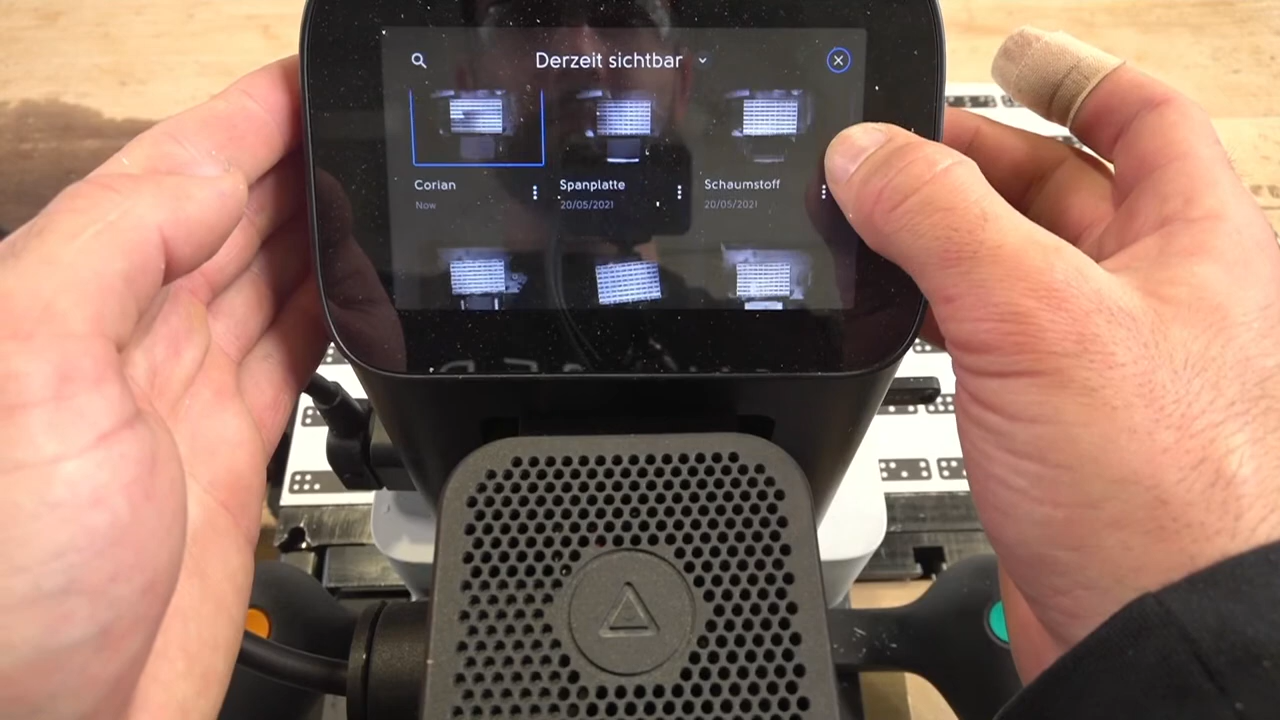 Derzeit sichtbar
Corian
Spanplatte
Schaumstoff
Now
20/05/2021
20/05/2021